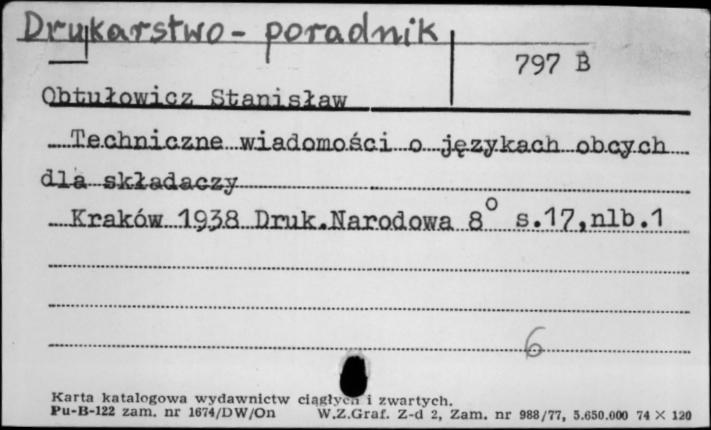 Drukarstwo - poradnik
797 B
Obtułowicz Stanisław
Techniczne wiadomości o językach obcych
dla składaczy
Kraków 1938 Druk.Narodowa 8° s.17,nlb.1
6
Karta katalogowa wydawnictw ciągłych i zwartych.
Pu-B-122 zam. nr 1674/DW/On W.Z.Graf. Z-d 2, Zam. nr 988/77, 5.650.000 74 × 120